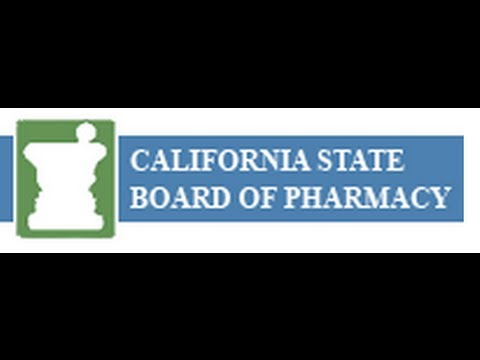 CALIFORNIA STATE
BOARD OF PHARMACY